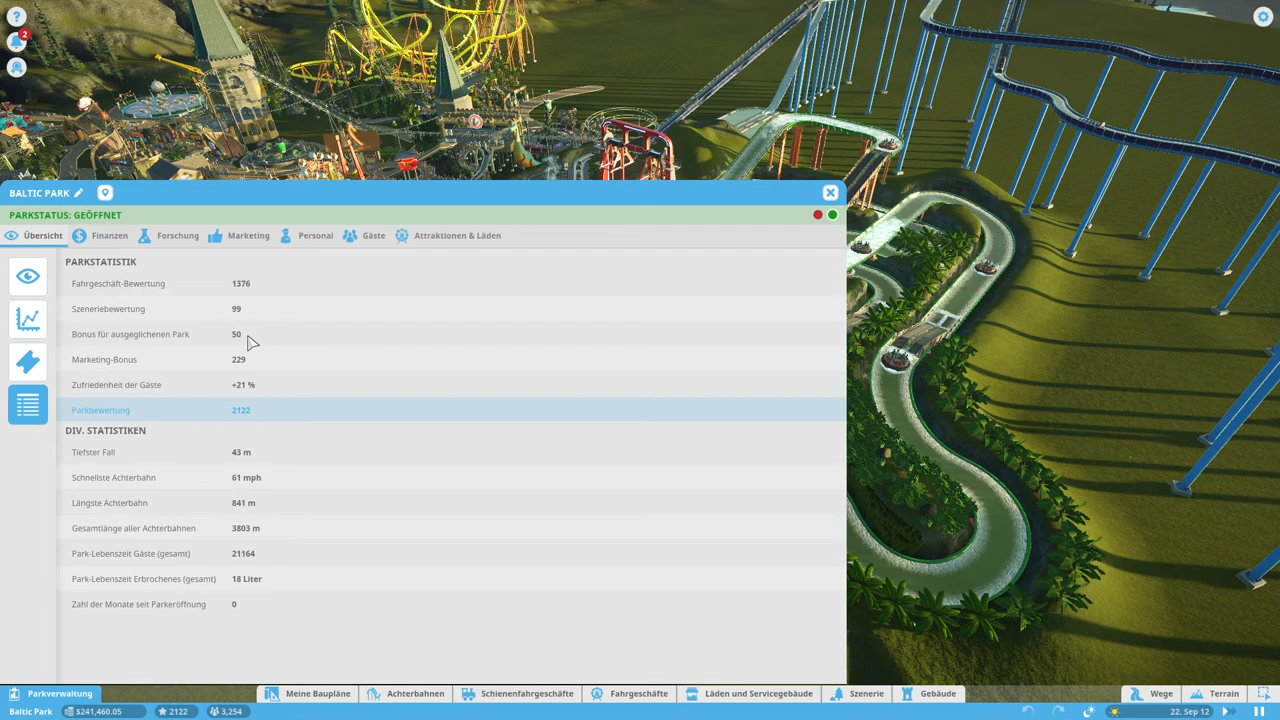 ?
2
BALTIC PARK
PARKSTATUS: GEÖFFNET
Übersicht Finanzen Forschung Marketing Personal Gäste Attraktionen & Läden
PARKSTATISTIK
Fahrgeschäft-Bewertung 1376
Szeneriebewertung 99
Bonus für ausgeglichenen Park 50
Marketing-Bonus 229
Zufriedenheit der Gäste +21 %
Parkbewertung 2122
DIV. STATISTIKEN
Tiefster Fall 43 m
Schnellste Achterbahn 61 mph
Längste Achterbahn 841 m
Gesamtlänge aller Achterbahnen 3803 m
Park-Lebenszeit Gäste (gesamt) 21164
Park-Lebenszeit Erbrochenes (gesamt) 18 Liter
Zahl der Monate seit Parkeröffnung 0
Parkverwaltung Meine Baupläne Achterbahnen Schienenfahrgeschäfte Fahrgeschäfte Läden und Servicegebäude Szenerie Gebäude Wege Terrain
Baltic Park $241,460.05 2122 3,254 22. Sep 12